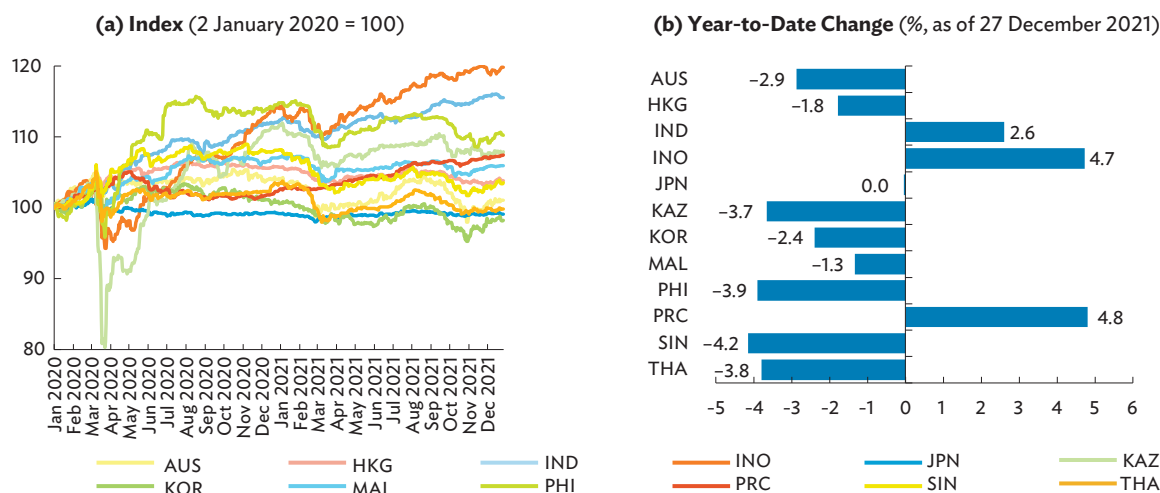 (a) Index (2 January 2020 = 100)
120
110
100
90
80
Jan 2020
Feb 2020
Mar 2020
Apr 2020
May 2020
Jun 2020
Jul 2020
Aug 2020
Sep 2020
Oct 2020
Nov 2020
Dec 2020
Jan 2021
Feb 2021
Mar 2021
Apr 2021
May 2021
Jun 2021
Jul 2021
Aug 2021
Sep 2021
Oct 2021
Nov 2021
Dec 2021
(b) Year-to-Date Change (%, as of 27 December 2021)
AUS −2.9
HKG −1.8
IND 2.6
INO 4.7
JPN 0.0
KAZ −3.7
KOR −2.4
MAL −1.3
PHI −3.9
PRC 4.8
SIN −4.2
THA −3.8
−5 −4 −3 −2 −1 0 1 2 3 4 5 6
AUS HKG IND INO JPN KAZ
KOR MAL PHI PRC SIN THA